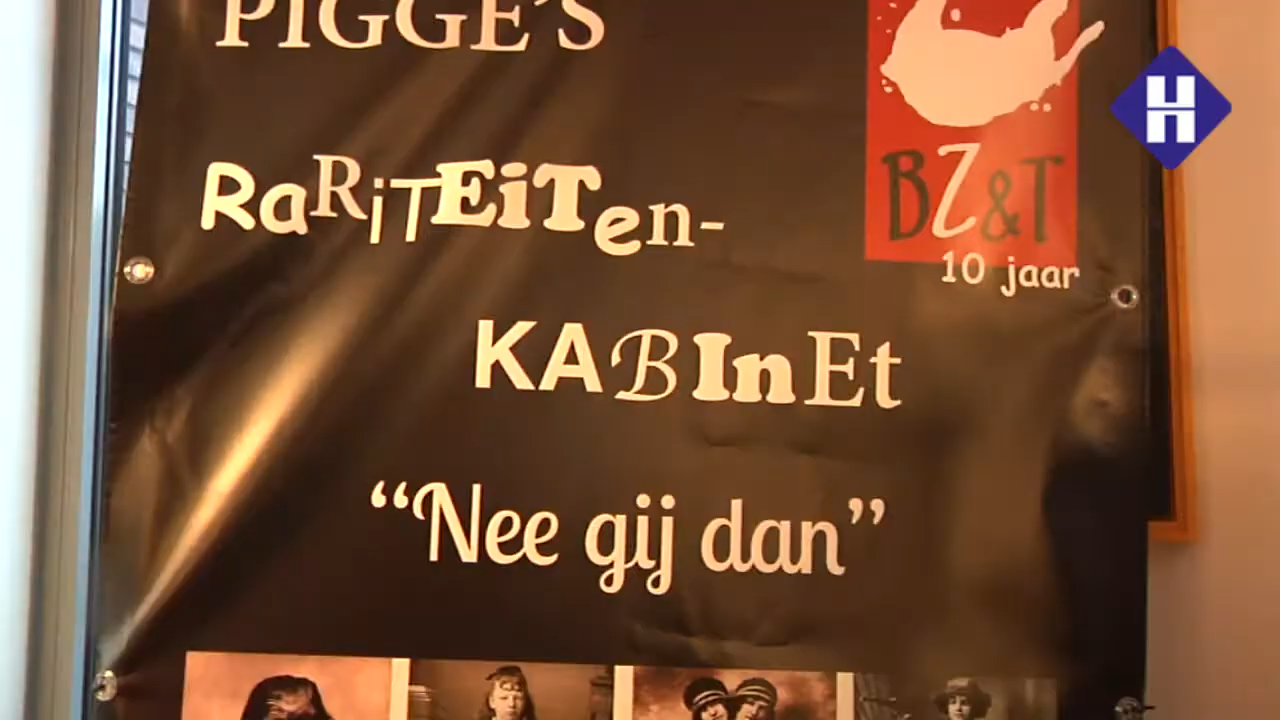 PIGGE'S
RaRiTEiTen-
KABInEt
“Nee gij dan”
BZ&T
10 jaar
H